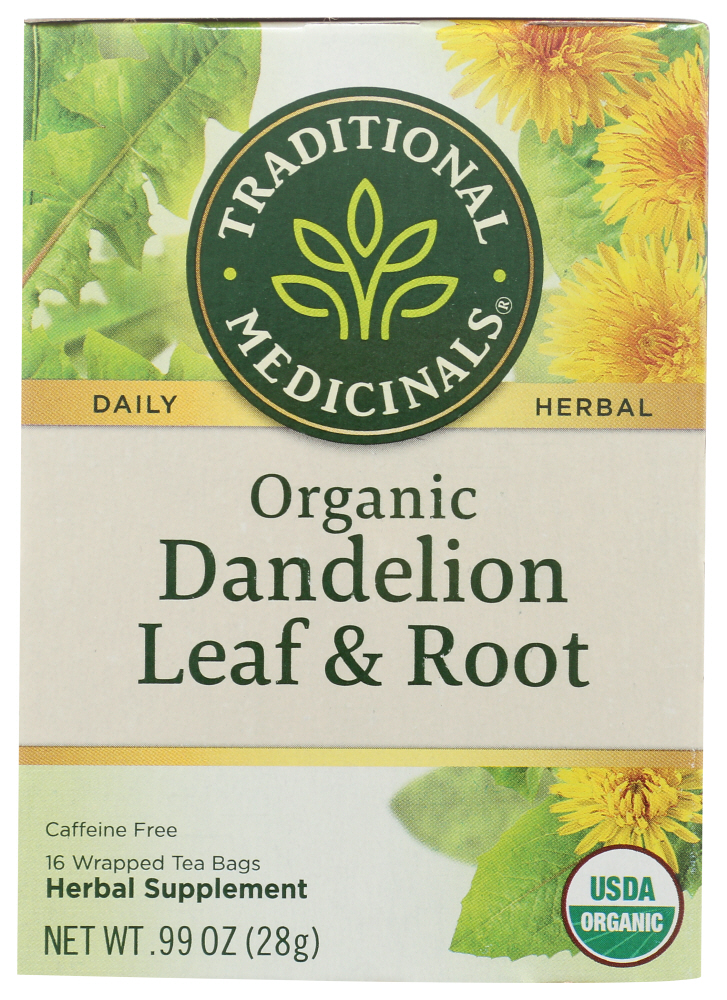 TRADITIONAL
MEDICINALS®
DAILY
HERBAL
Organic
Dandelion
Leaf & Root
Caffeine Free
16 Wrapped Tea Bags
Herbal Supplement
NET WT .99 OZ (28g)
USDA
ORGANIC